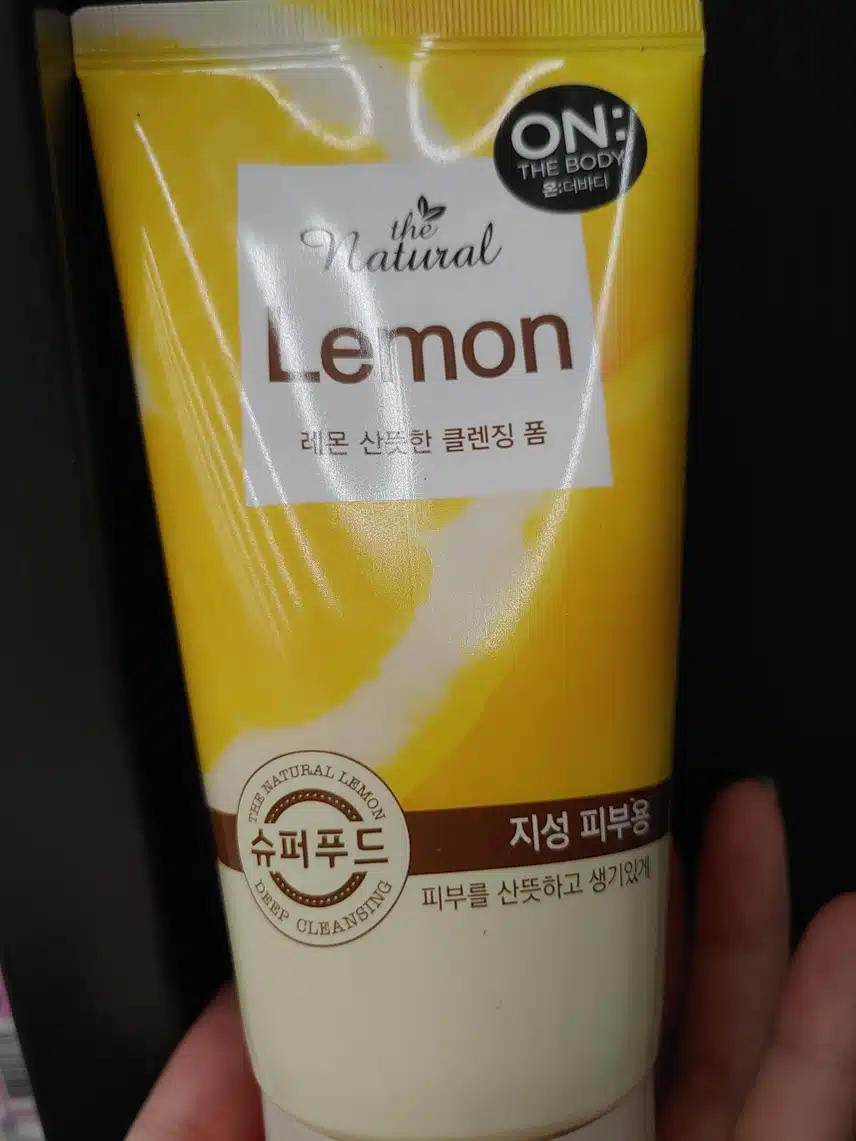 ON:
THE BODY
온:더바디
the
Natural
Lemon
레몬 산뜻한 클렌징 폼
THE NATURAL LEMON
슈퍼푸드
DEEP CLEANSING
지성 피부용
피부를 산뜻하고 생기있게